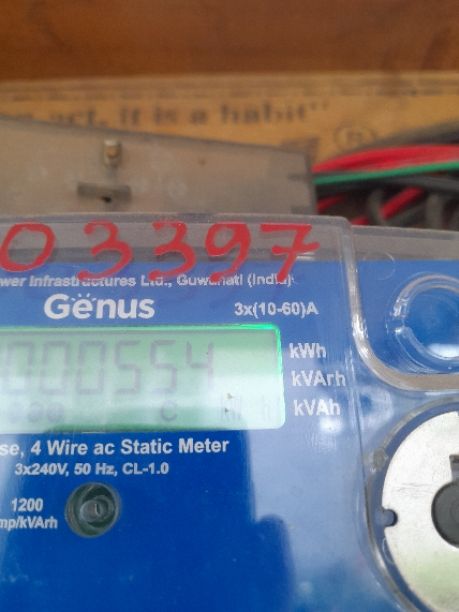 act, it is a habit"
®
03397
wer Infrastructures Ltd., Guwahati (India)
Genus
3x(10-60)A
000554
kWh
kVArh
kVAh
C
se, 4 Wire ac Static Meter
3x240V, 50 Hz, CL-1.0
1200
mp/kVArh